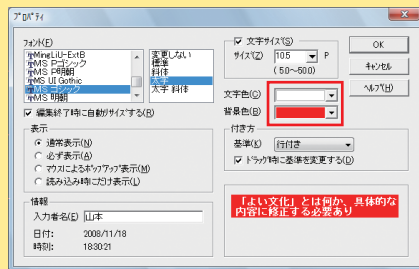 プロパティ
フォント(F)
MingLiU-ExtB
MS Pゴシック
MS P明朝
MS UI Gothic
MS ゴシック
MS 明朝
変更しない
標準
斜体
太字
太字 斜体
文字サイズ(S)
サイズ(Z) 10.5 P
(5.0~500)
OK
キャンセル
ヘルプ(H)
文字色(C)
背景色(B)
編集終了時に自動リサイズする(R)
表示
通常表示(N)
必ず表示(A)
マウスによるポップアップ表示(M)
読み込み時にだけ表示(L)
付き方
基準(K) 行付き
ドラッグ時に基準を変更する(D)
情報
入力者名(E) 山本
日付: 2008/11/18
時刻: 18:30:21
「よい文化」とは何か、具体的な
内容に修正する必要あり